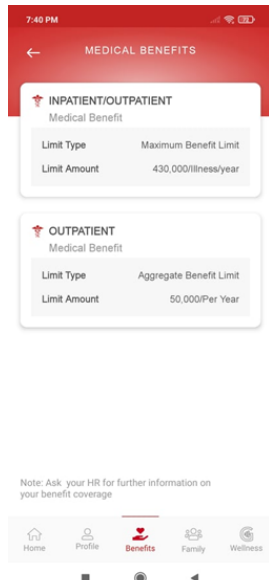 7:40 PM
MEDICAL BENEFITS
INPATIENT/OUTPATIENT
Medical Benefit
Limit Type Maximum Benefit Limit
Limit Amount 430,000/Illness/year
OUTPATIENT
Medical Benefit
Limit Type Aggregate Benefit Limit
Limit Amount 50,000/Per Year
Note: Ask your HR for further information on
your benefit coverage
Home Profile Benefits Family Wellness